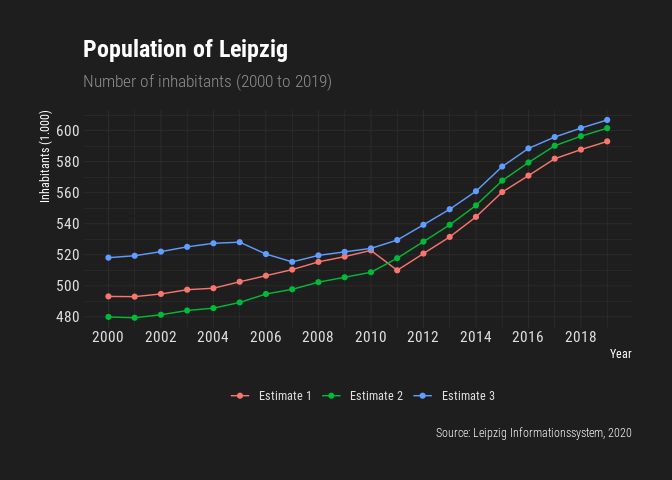 Population of Leipzig
Number of inhabitants (2000 to 2019)
Inhabitants (1.000)
600
580
560
540
520
500
480
2000 2002 2004 2006 2008 2010 2012 2014 2016 2018
Year
Estimate 1 Estimate 2 Estimate 3
Source: Leipzig Informationssystem, 2020